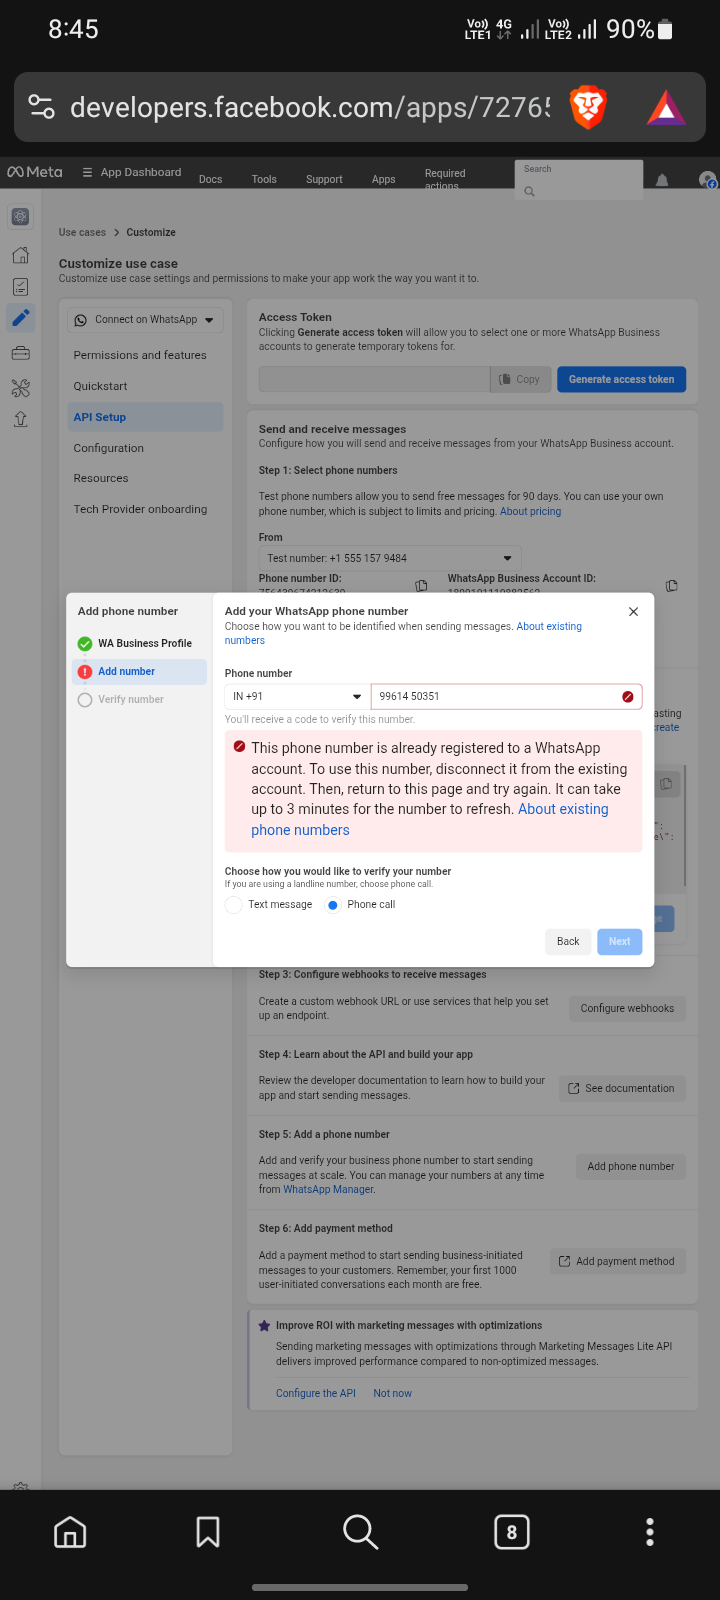 8:45
Vo)) LTE1 4G Vo)) LTE2 90%
developers.facebook.com/apps/7276
Meta
App Dashboard
Docs
Tools
Support
Apps
Required actions
Search
Use cases > Customize
Customize use case
Customize use case settings and permissions to make your app work the way you want it to.
Connect on WhatsApp
Permissions and features
Quickstart
API Setup
Configuration
Resources
Tech Provider onboarding
Access Token
Clicking Generate access token will allow you to select one or more WhatsApp Business
accounts to generate temporary tokens for.
Copy
Generate access token
Send and receive messages
Configure how you will send and receive messages from your WhatsApp Business account.
Step 1: Select phone numbers
Test phone numbers allow you to send free messages for 90 days. You can use your own
phone number, which is subject to limits and pricing. About pricing
From
Test number: +1 555 157 9484
Phone number ID:
WhatsApp Business Account ID:
Add phone number
WA Business Profile
Add number
Verify number
Add your WhatsApp phone number
Choose how you want to be identified when sending messages. About existing
numbers
Phone number
IN +91
99614 50351
You'll receive a code to verify this number.
This phone number is already registered to a WhatsApp
account. To use this number, disconnect it from the existing
account. Then, return to this page and try again. It can take
up to 3 minutes for the number to refresh. About existing
phone numbers
Choose how you would like to verify your number
If you are using a landline number, choose phone call.
Text message
Phone call
Back
Next
asting
create
Step 3: Configure webhooks to receive messages
Create a custom webhook URL or use services that help you set
up an endpoint.
Configure webhooks
Step 4: Learn about the API and build your app
Review the developer documentation to learn how to build your
app and start sending messages.
See documentation
Step 5: Add a phone number
Add and verify your business phone number to start sending
messages at scale. You can manage your numbers at any time
from WhatsApp Manager.
Add phone number
Step 6: Add payment method
Add a payment method to start sending business-initiated
messages to your customers. Remember, your first 1000
user-initiated conversations each month are free.
Add payment method
Improve ROI with marketing messages with optimizations
Sending marketing messages with optimizations through Marketing Messages Lite API
delivers improved performance compared to non-optimized messages.
Configure the API
Not now
8